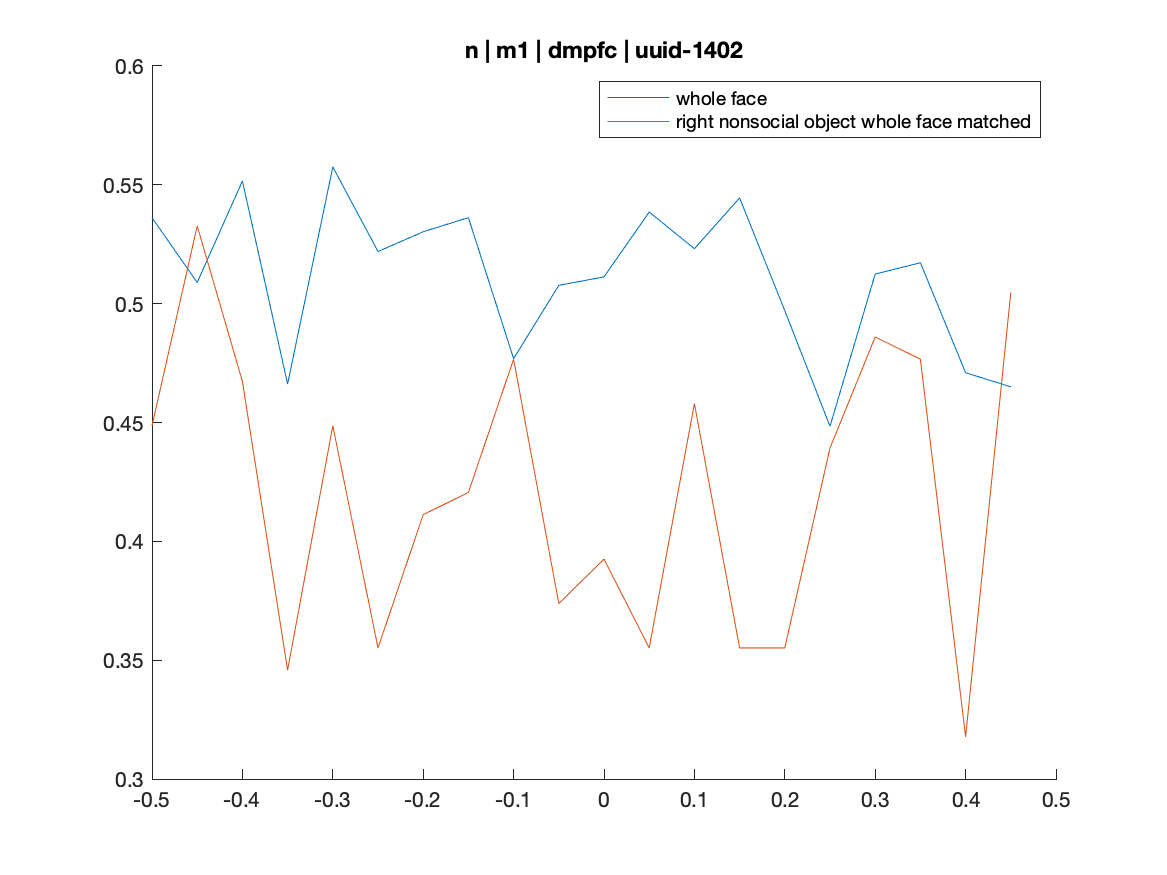 n | m1 | dmpfc | uuid-1402
whole face
right nonsocial object whole face matched
0.6
0.55
0.5
0.45
0.4
0.35
0.3
-0.5 -0.4 -0.3 -0.2 -0.1 0 0.1 0.2 0.3 0.4 0.5